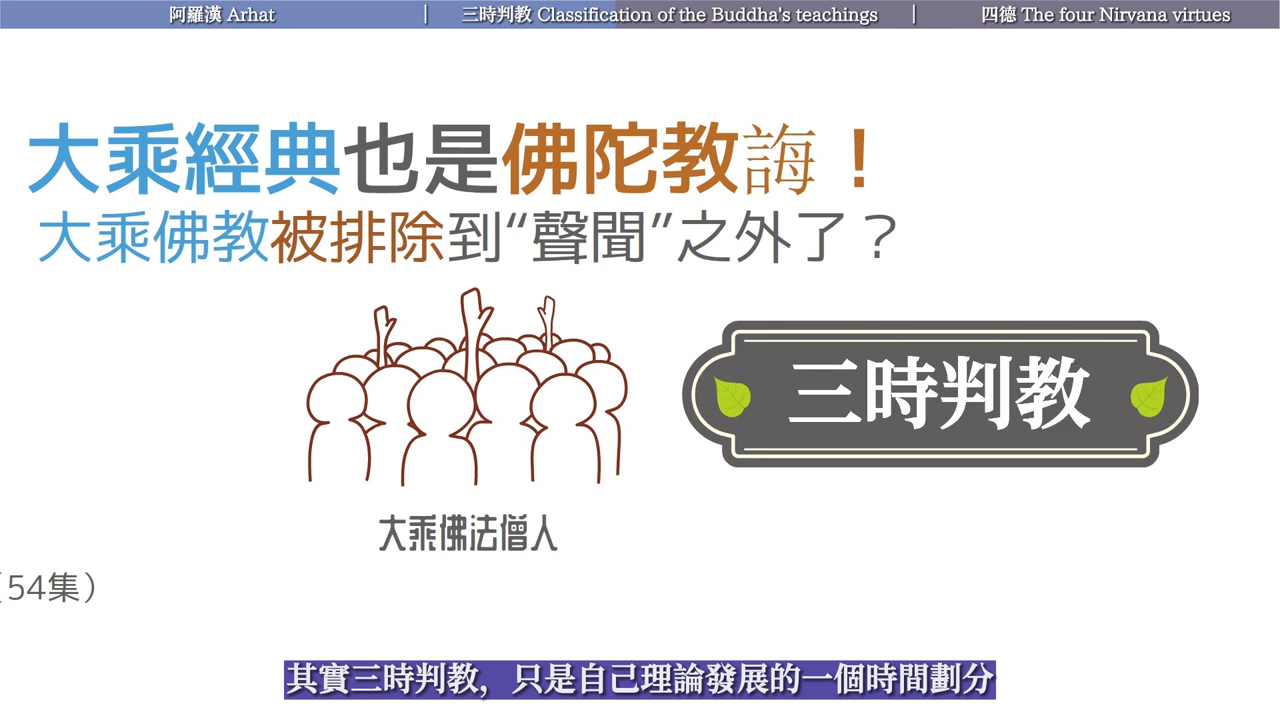 阿羅漢 Arhat | 三時判教 Classification of the Buddha's teachings | 四德 The four Nirvana virtues
大乘經典也是佛陀教誨！
大乘佛教被排除到“聲聞”之外了？
三時判教
大乘佛法僧人
（54集）
其實三時判教，只是自己理論發展的一個時間劃分